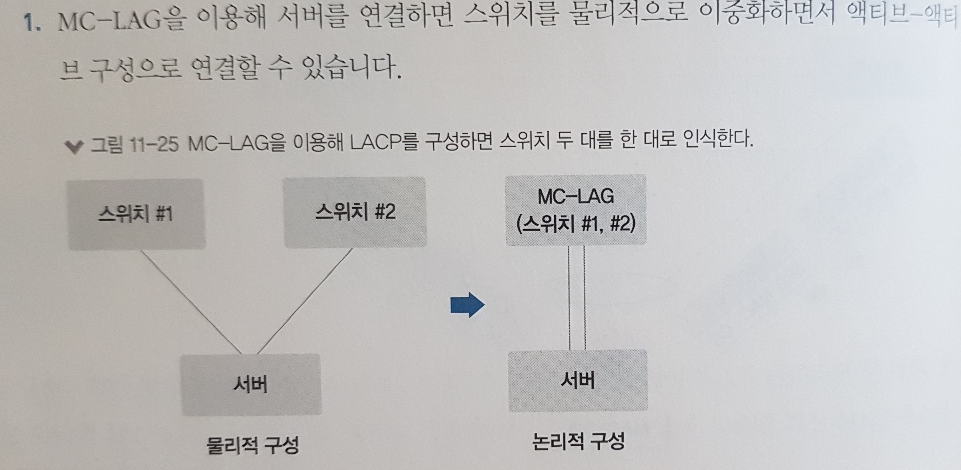 1. MC-LAG을 이용해 서버를 연결하면 스위치를 물리적으로 이중화하면서 액티브-액티
브 구성으로 연결할 수 있습니다.
그림 11-25 MC-LAG을 이용해 LACP를 구성하면 스위치 두 대를 한 대로 인식한다.
스위치 #1
스위치 #2
MC-LAG
(스위치 #1, #2)
서버
서버
물리적 구성
논리적 구성